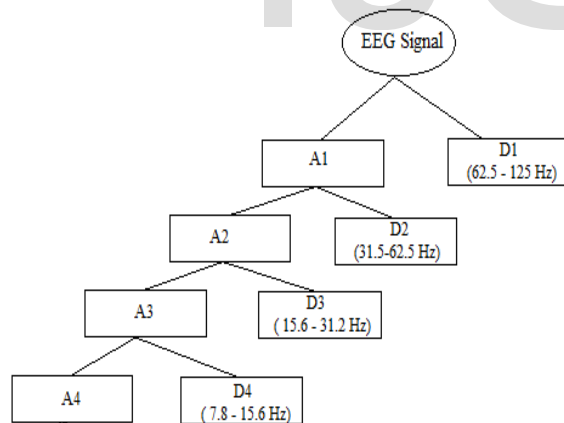 EEG Signal
A1
D1
(62.5 - 125 Hz)
A2
D2
(31.5-62.5 Hz)
A3
D3
( 15.6 - 31.2 Hz)
A4
D4
( 7.8 - 15.6 Hz)